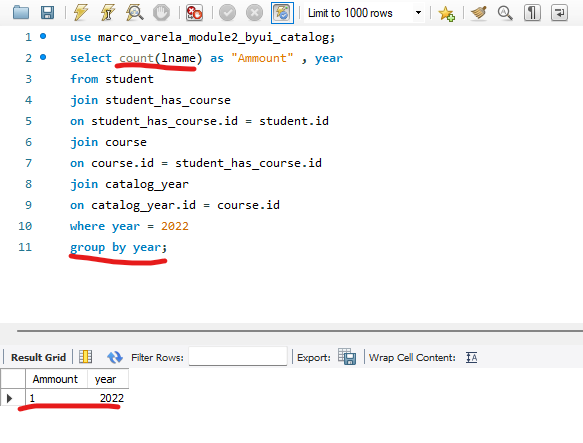 Limit to 1000 rows
1 use marco_varela_module2_byui_catalog;
2 select count(lname) as "Ammount" , year
3 from student
4 join student_has_course
5 on student_has_course.id = student.id
6 join course
7 on course.id = student_has_course.id
8 join catalog_year
9 on catalog_year.id = course.id
10 where year = 2022
11 group by year;
Result Grid Filter Rows: Export: Wrap Cell Content:
Ammount year
1 2022